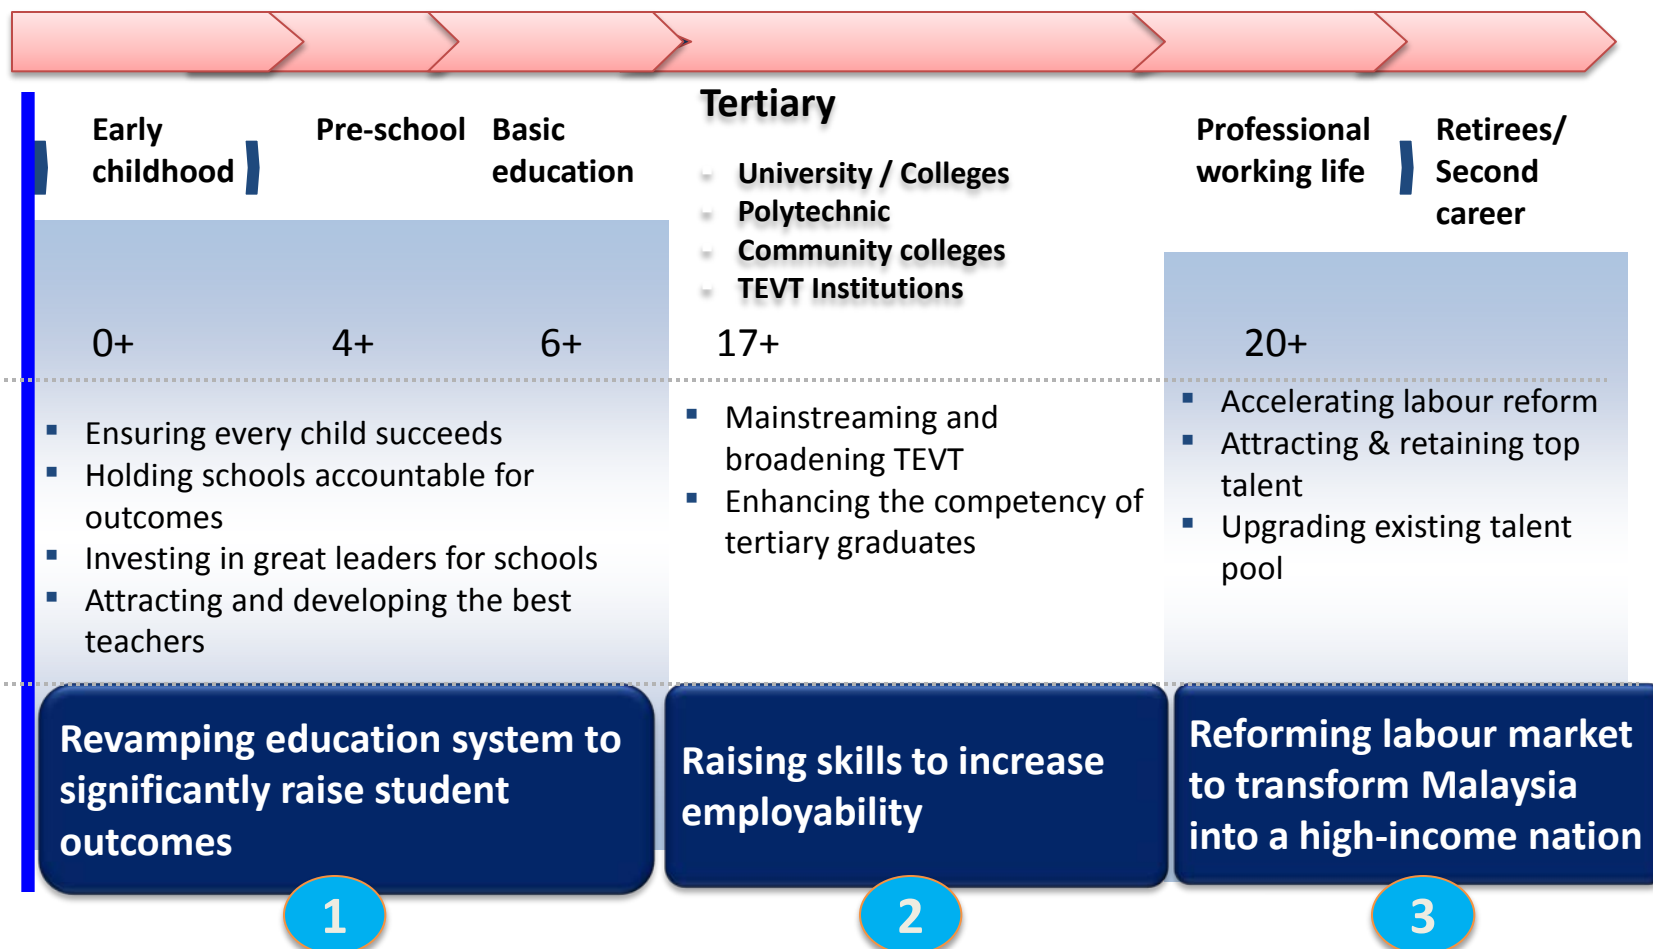 Early
childhood
Pre-school
Basic
education
Tertiary
University / Colleges
Polytechnic
Community colleges
TEVT Institutions
Professional
working life
Retirees/
Second
career
0+
4+
6+
17+
20+
Ensuring every child succeeds
Holding schools accountable for
outcomes
Investing in great leaders for schools
Attracting and developing the best
teachers
Mainstreaming and
broadening TEVT
Enhancing the competency of
tertiary graduates
Accelerating labour reform
Attracting & retaining top
talent
Upgrading existing talent
pool
Revamping education system to
significantly raise student
outcomes
Raising skills to increase
employability
Reforming labour market
to transform Malaysia
into a high-income nation
1
2
3